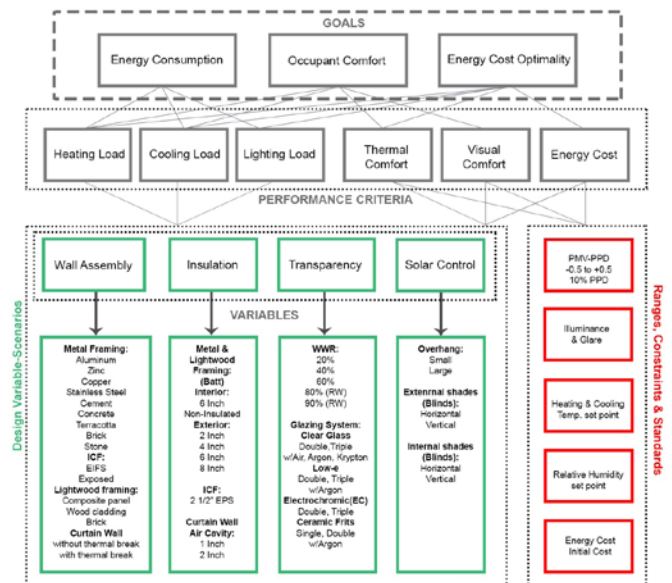 GOALS
Energy Consumption
Occupant Comfort
Energy Cost Optimality
Heating Load
Cooling Load
Lighting Load
Thermal
Comfort
Visual
Comfort
Energy Cost
PERFORMANCE CRITERIA
Design Variable-Scenarios
Wall Assembly
Insulation
Transparency
Solar Control
VARIABLES
Metal Framing:
Aluminum
Zinc
Copper
Stainless Steel
Cement
Concrete
Terracotta
Brick
Stone
ICF:
EIFS
Exposed
Lightwood framing:
Composite panel
Wood cladding
Brick
Curtain Wall
without thermal break
with thermal break
Metal &
Lightwood
Framing:
(Batt)
Interior:
6 Inch
Non-Insulated
Exterior:
2 Inch
4 Inch
6 Inch
8 Inch
ICF:
2 1/2" EPS
Curtain Wall
Air Cavity:
1 Inch
2 Inch
WWR:
20%
40%
60%
80% (RW)
90% (RW)
Glazing System:
Clear Glass
Double,Triple
w/Air, Argon, Krypton
Low-e
Double, Triple
w/Argon
Electrochromic(EC)
Double, Triple
Ceramic Frits
Single, Double
w/Argon
Overhang:
Small
Large
Extenrnal shades
(Blinds):
Horizontal
Vertical
Internal shades
(Blinds):
Horizontal
Vertical
PMV-PPD
-0.5 to +0.5
10% PPD
Illuminance
& Glare
Heating & Cooling
Temp. set point
Relative Humidity
set point
Energy Cost
Initial Cost
Ranges, Constraints & Standards